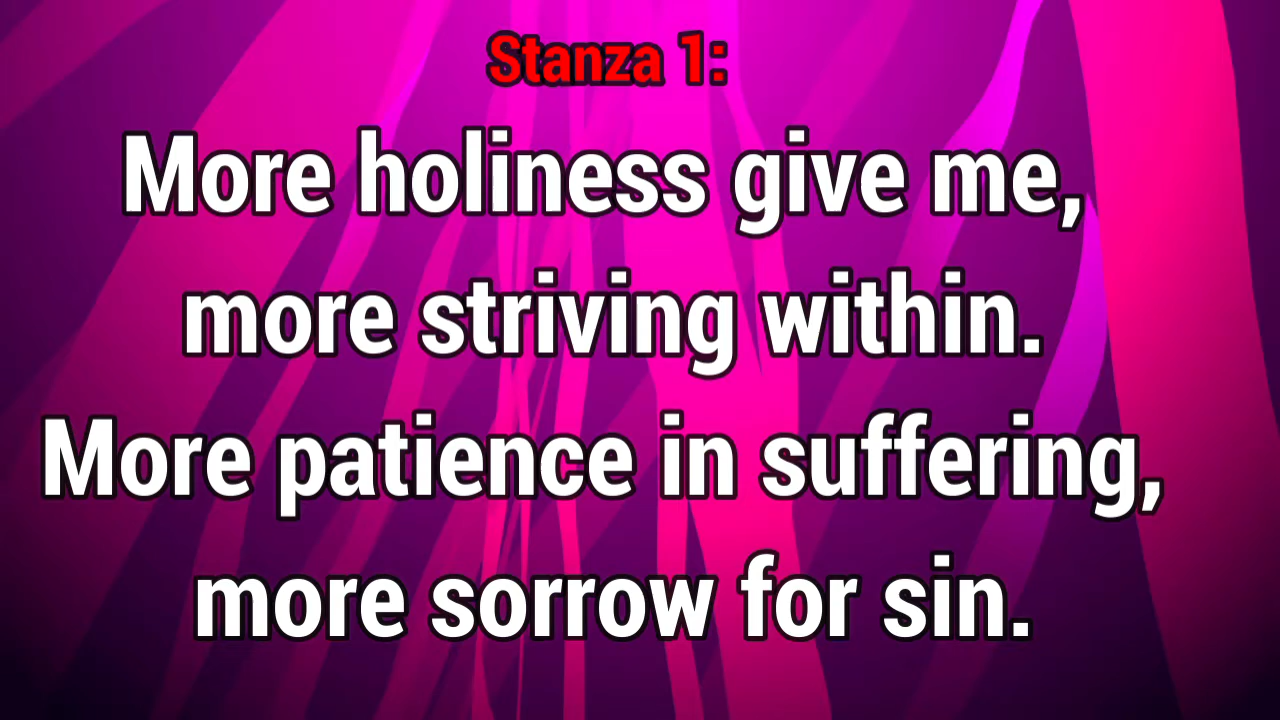 Stanza 1:
More holiness give me,
more striving within.
More patience in suffering,
more sorrow for sin.